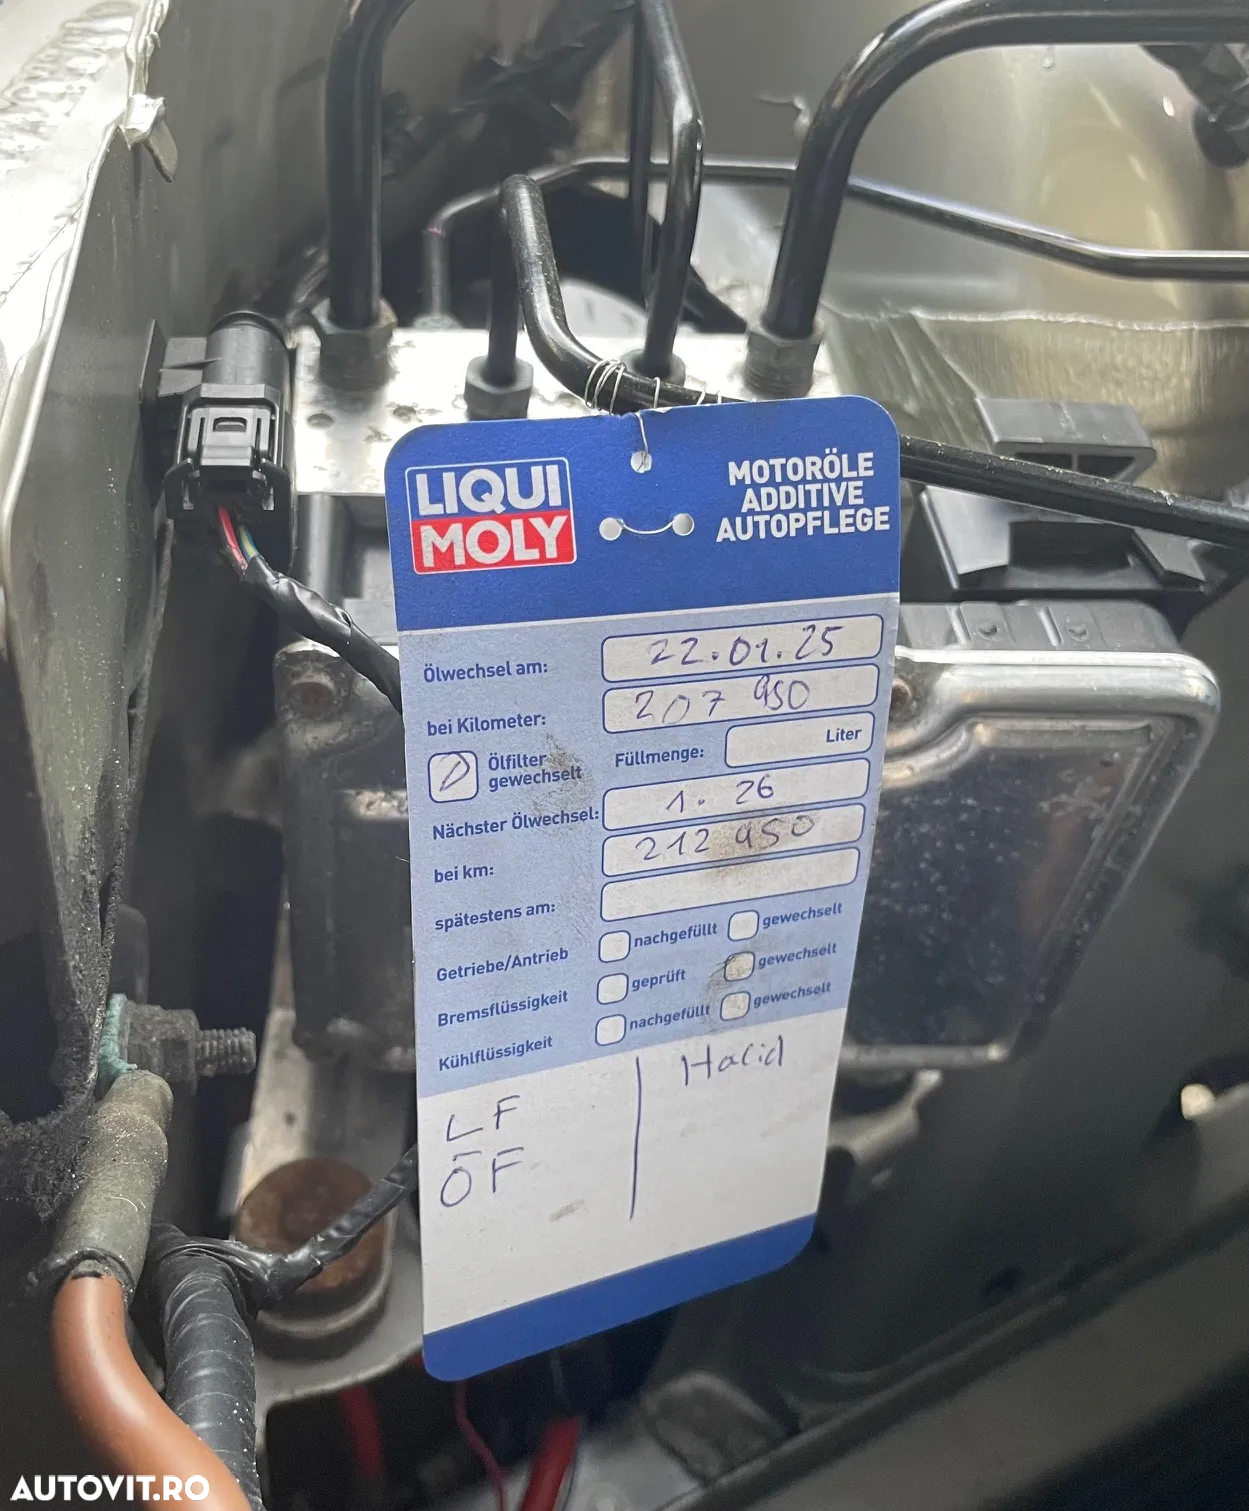 LIQUI
MOLY
MOTORÖLE
ADDITIVE
AUTOPFLEGE
Ölwechsel am: 22.01.25
bei Kilometer: 207 950
Ölfilter
gewechselt
Füllmenge: Liter
Nächster Ölwechsel: 1. 26
bei km: 212 950
spätestens am:
Getriebe/Antrieb nachgefüllt gewechselt
Bremsflüssigkeit geprüft gewechselt
Kühlflüssigkeit nachgefüllt gewechselt
LF
ÖF
Halid
AUTOVIT.RO